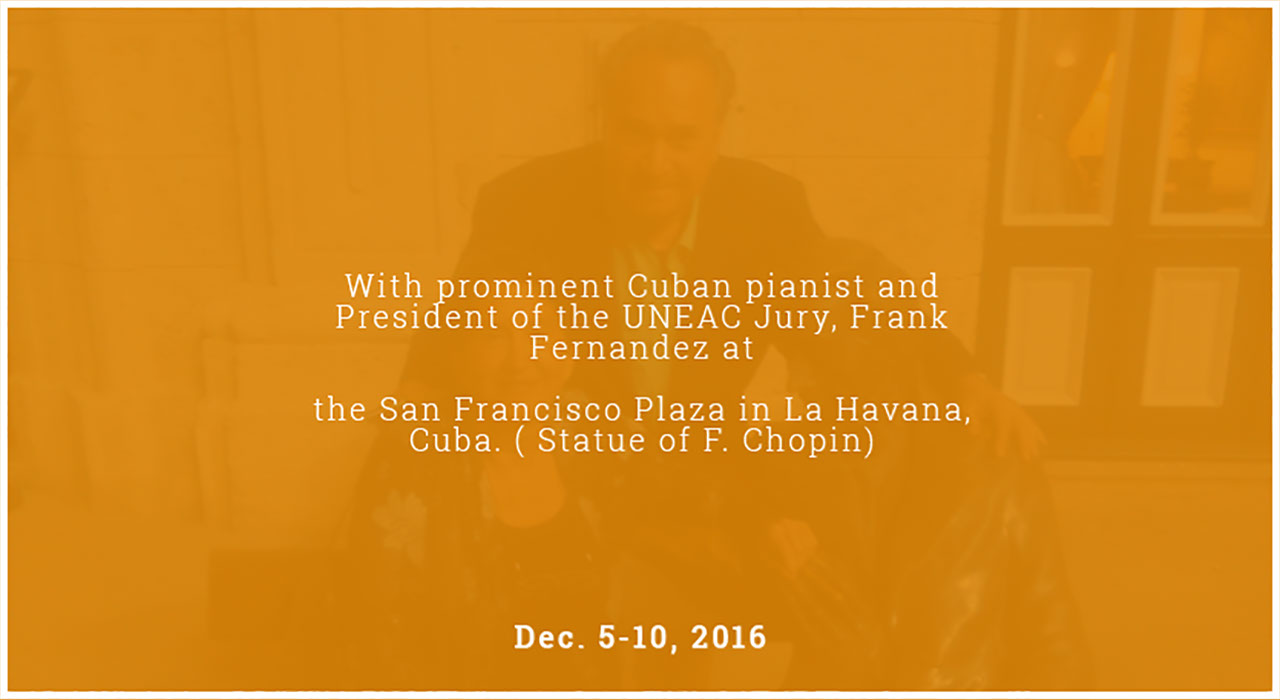 With prominent Cuban pianist and
President of the UNEAC Jury, Frank
Fernandez at
the San Francisco Plaza in La Havana,
Cuba. ( Statue of F. Chopin)
Dec. 5-10, 2016